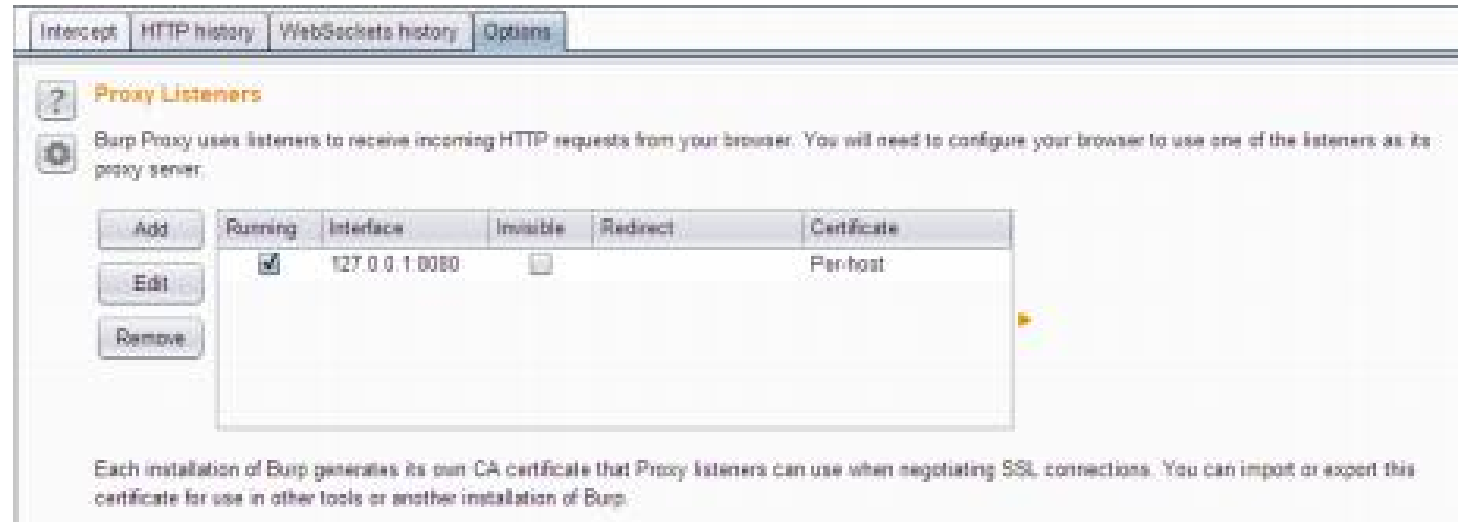 Intercept HTTP history WebSockets history Options
? Proxy Listeners
Burp Proxy uses listeners to receive incoming HTTP requests from your browser. You will need to configure your browser to use one of the listeners as its
proxy server.
Add Running Interface Invisible Redirect Certificate
127.0.0.1:8080 Per-host
Edit
Remove
Each installation of Burp generates its own CA certificate that Proxy listeners can use when negotiating SSL connections. You can import or export this
certificate for use in other tools or another installation of Burp.